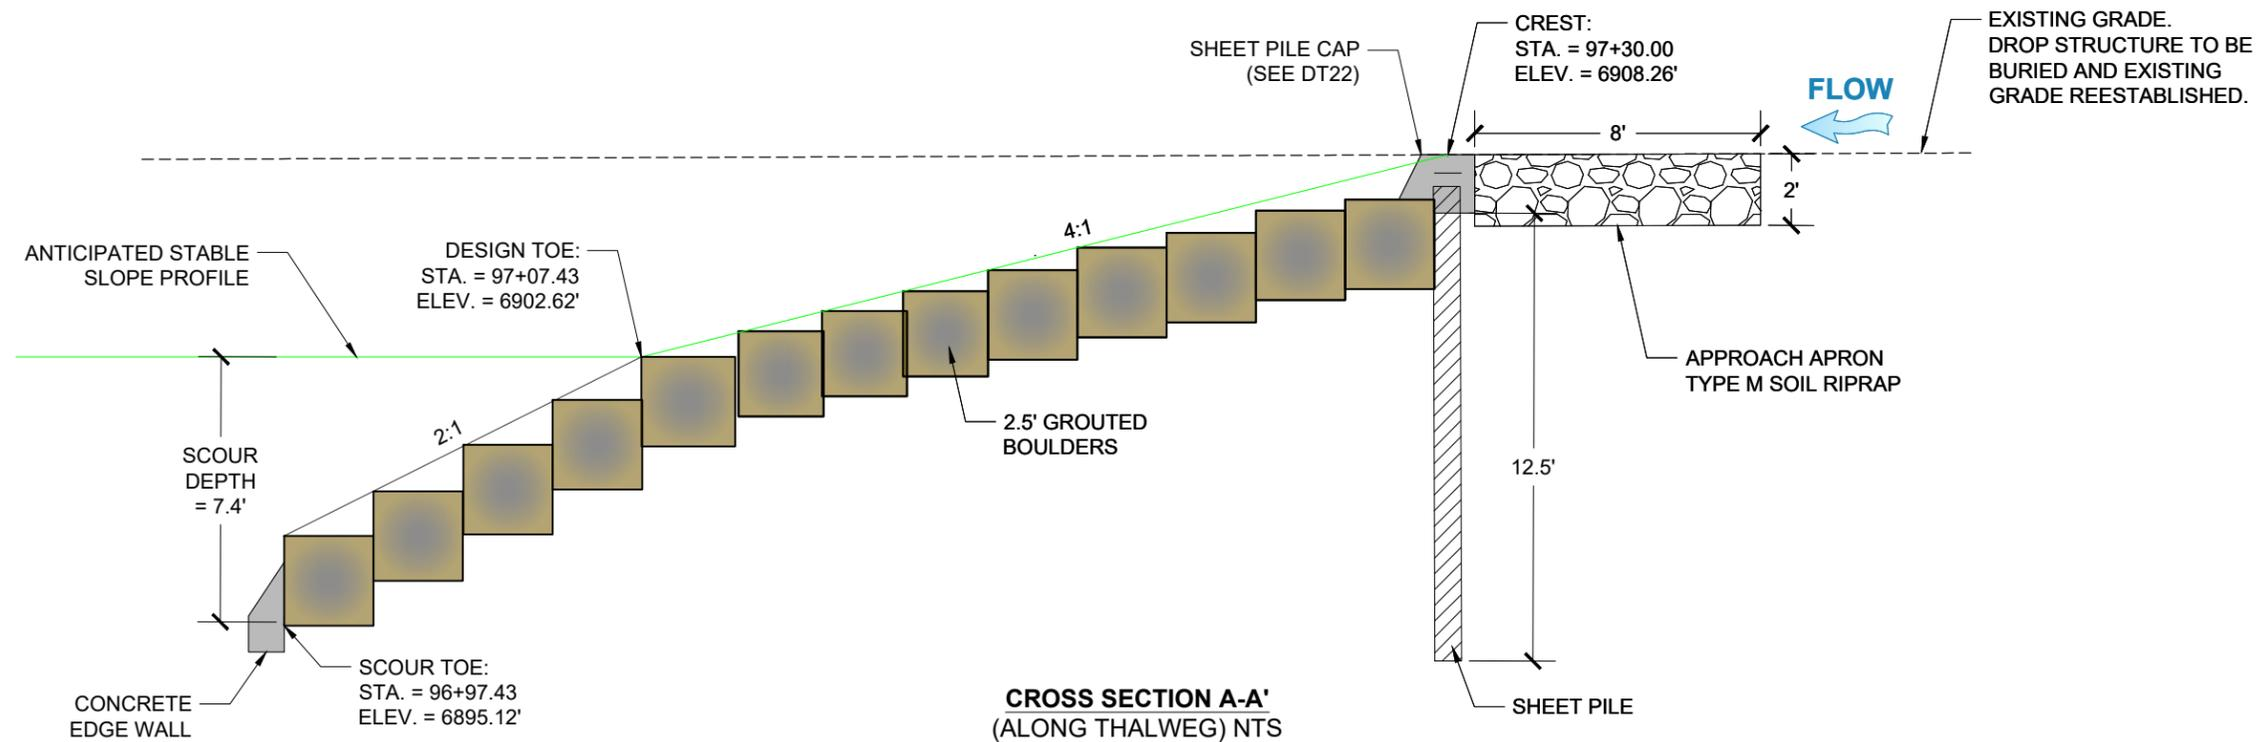 CREST:
STA. = 97+30.00
ELEV. = 6908.26'
EXISTING GRADE.
DROP STRUCTURE TO BE
BURIED AND EXISTING
GRADE REESTABLISHED.
SHEET PILE CAP
(SEE DT22)
FLOW
8'
2'
4:1
ANTICIPATED STABLE
SLOPE PROFILE
DESIGN TOE:
STA. = 97+07.43
ELEV. = 6902.62'
APPROACH APRON
TYPE M SOIL RIPRAP
2.5' GROUTED
BOULDERS
2:1
SCOUR
DEPTH
= 7.4'
12.5'
SCOUR TOE:
STA. = 96+97.43
ELEV. = 6895.12'
CONCRETE
EDGE WALL
SHEET PILE
CROSS SECTION A-A'
(ALONG THALWEG) NTS